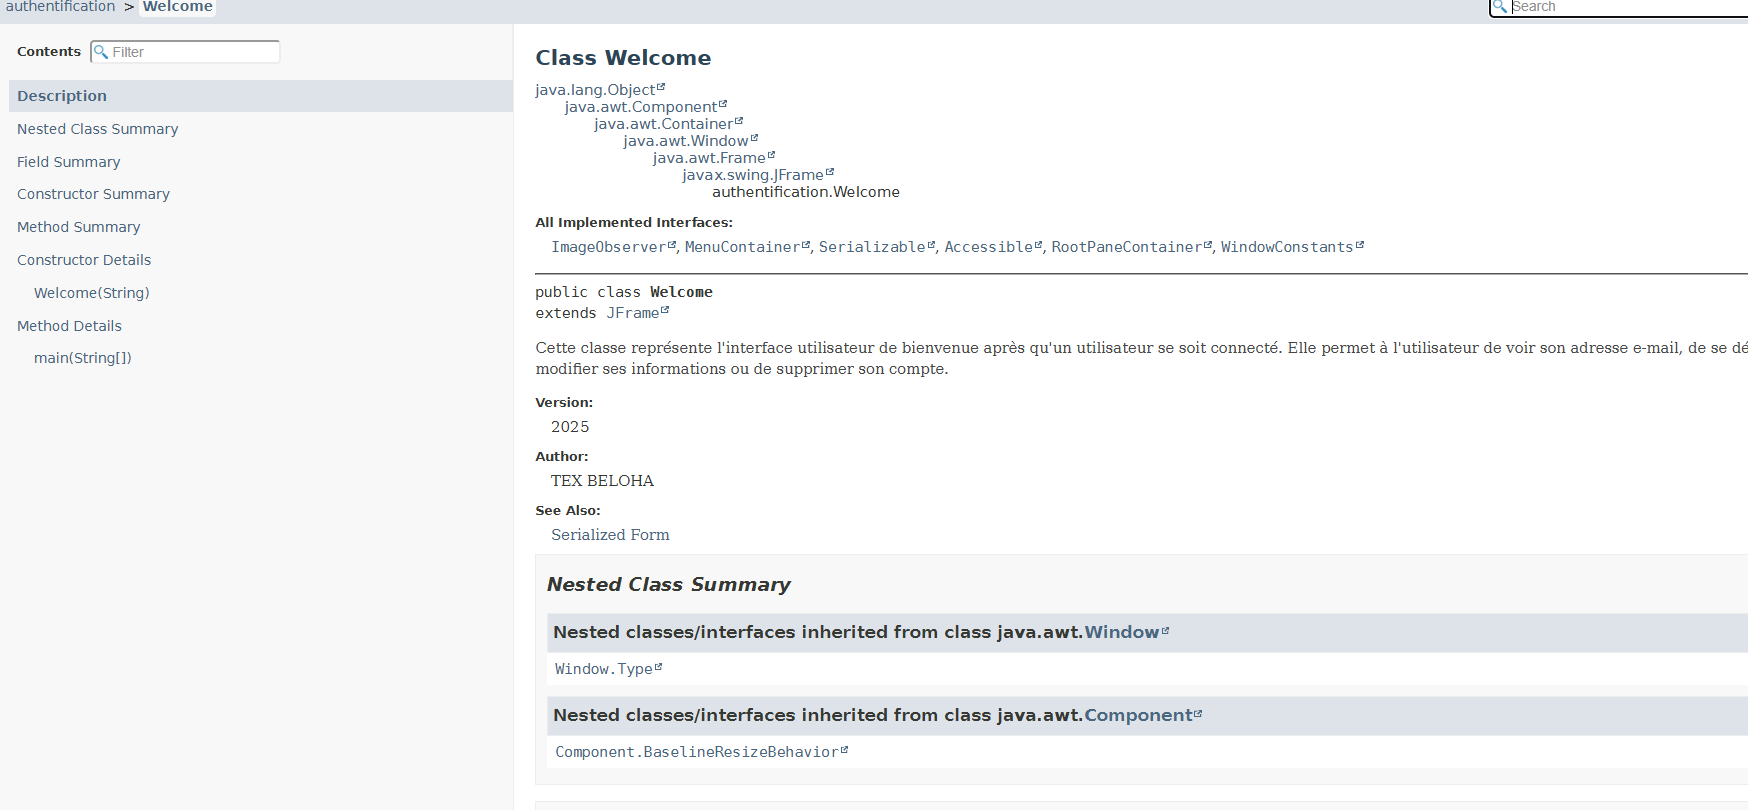 authentification > Welcome
Search
Contents
Filter
Description
Nested Class Summary
Field Summary
Constructor Summary
Method Summary
Constructor Details
Welcome(String)
Method Details
main(String[])
Class Welcome
java.lang.Object
java.awt.Component
java.awt.Container
java.awt.Window
java.awt.Frame
javax.swing.JFrame
authentification.Welcome
All Implemented Interfaces:
ImageObserver, MenuContainer, Serializable, Accessible, RootPaneContainer, WindowConstants
public class Welcome
extends JFrame
Cette classe représente l'interface utilisateur de bienvenue après qu'un utilisateur se soit connecté. Elle permet à l'utilisateur de voir son adresse e-mail, de se dé
modifier ses informations ou de supprimer son compte.
Version:
2025
Author:
TEX BELOHA
See Also:
Serialized Form
Nested Class Summary
Nested classes/interfaces inherited from class java.awt.Window
Window.Type
Nested classes/interfaces inherited from class java.awt.Component
Component.BaselineResizeBehavior